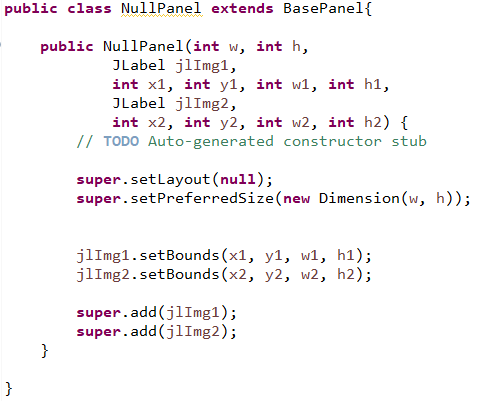 public class NullPanel extends BasePanel{
public NullPanel(int w, int h,
JLabel jlImg1,
int x1, int y1, int w1, int h1,
JLabel jlImg2,
int x2, int y2, int w2, int h2) {
// TODO Auto-generated constructor stub
super.setLayout(null);
super.setPreferredSize(new Dimension(w, h));
jlImg1.setBounds(x1, y1, w1, h1);
jlImg2.setBounds(x2, y2, w2, h2);
super.add(jlImg1);
super.add(jlImg2);
}
}